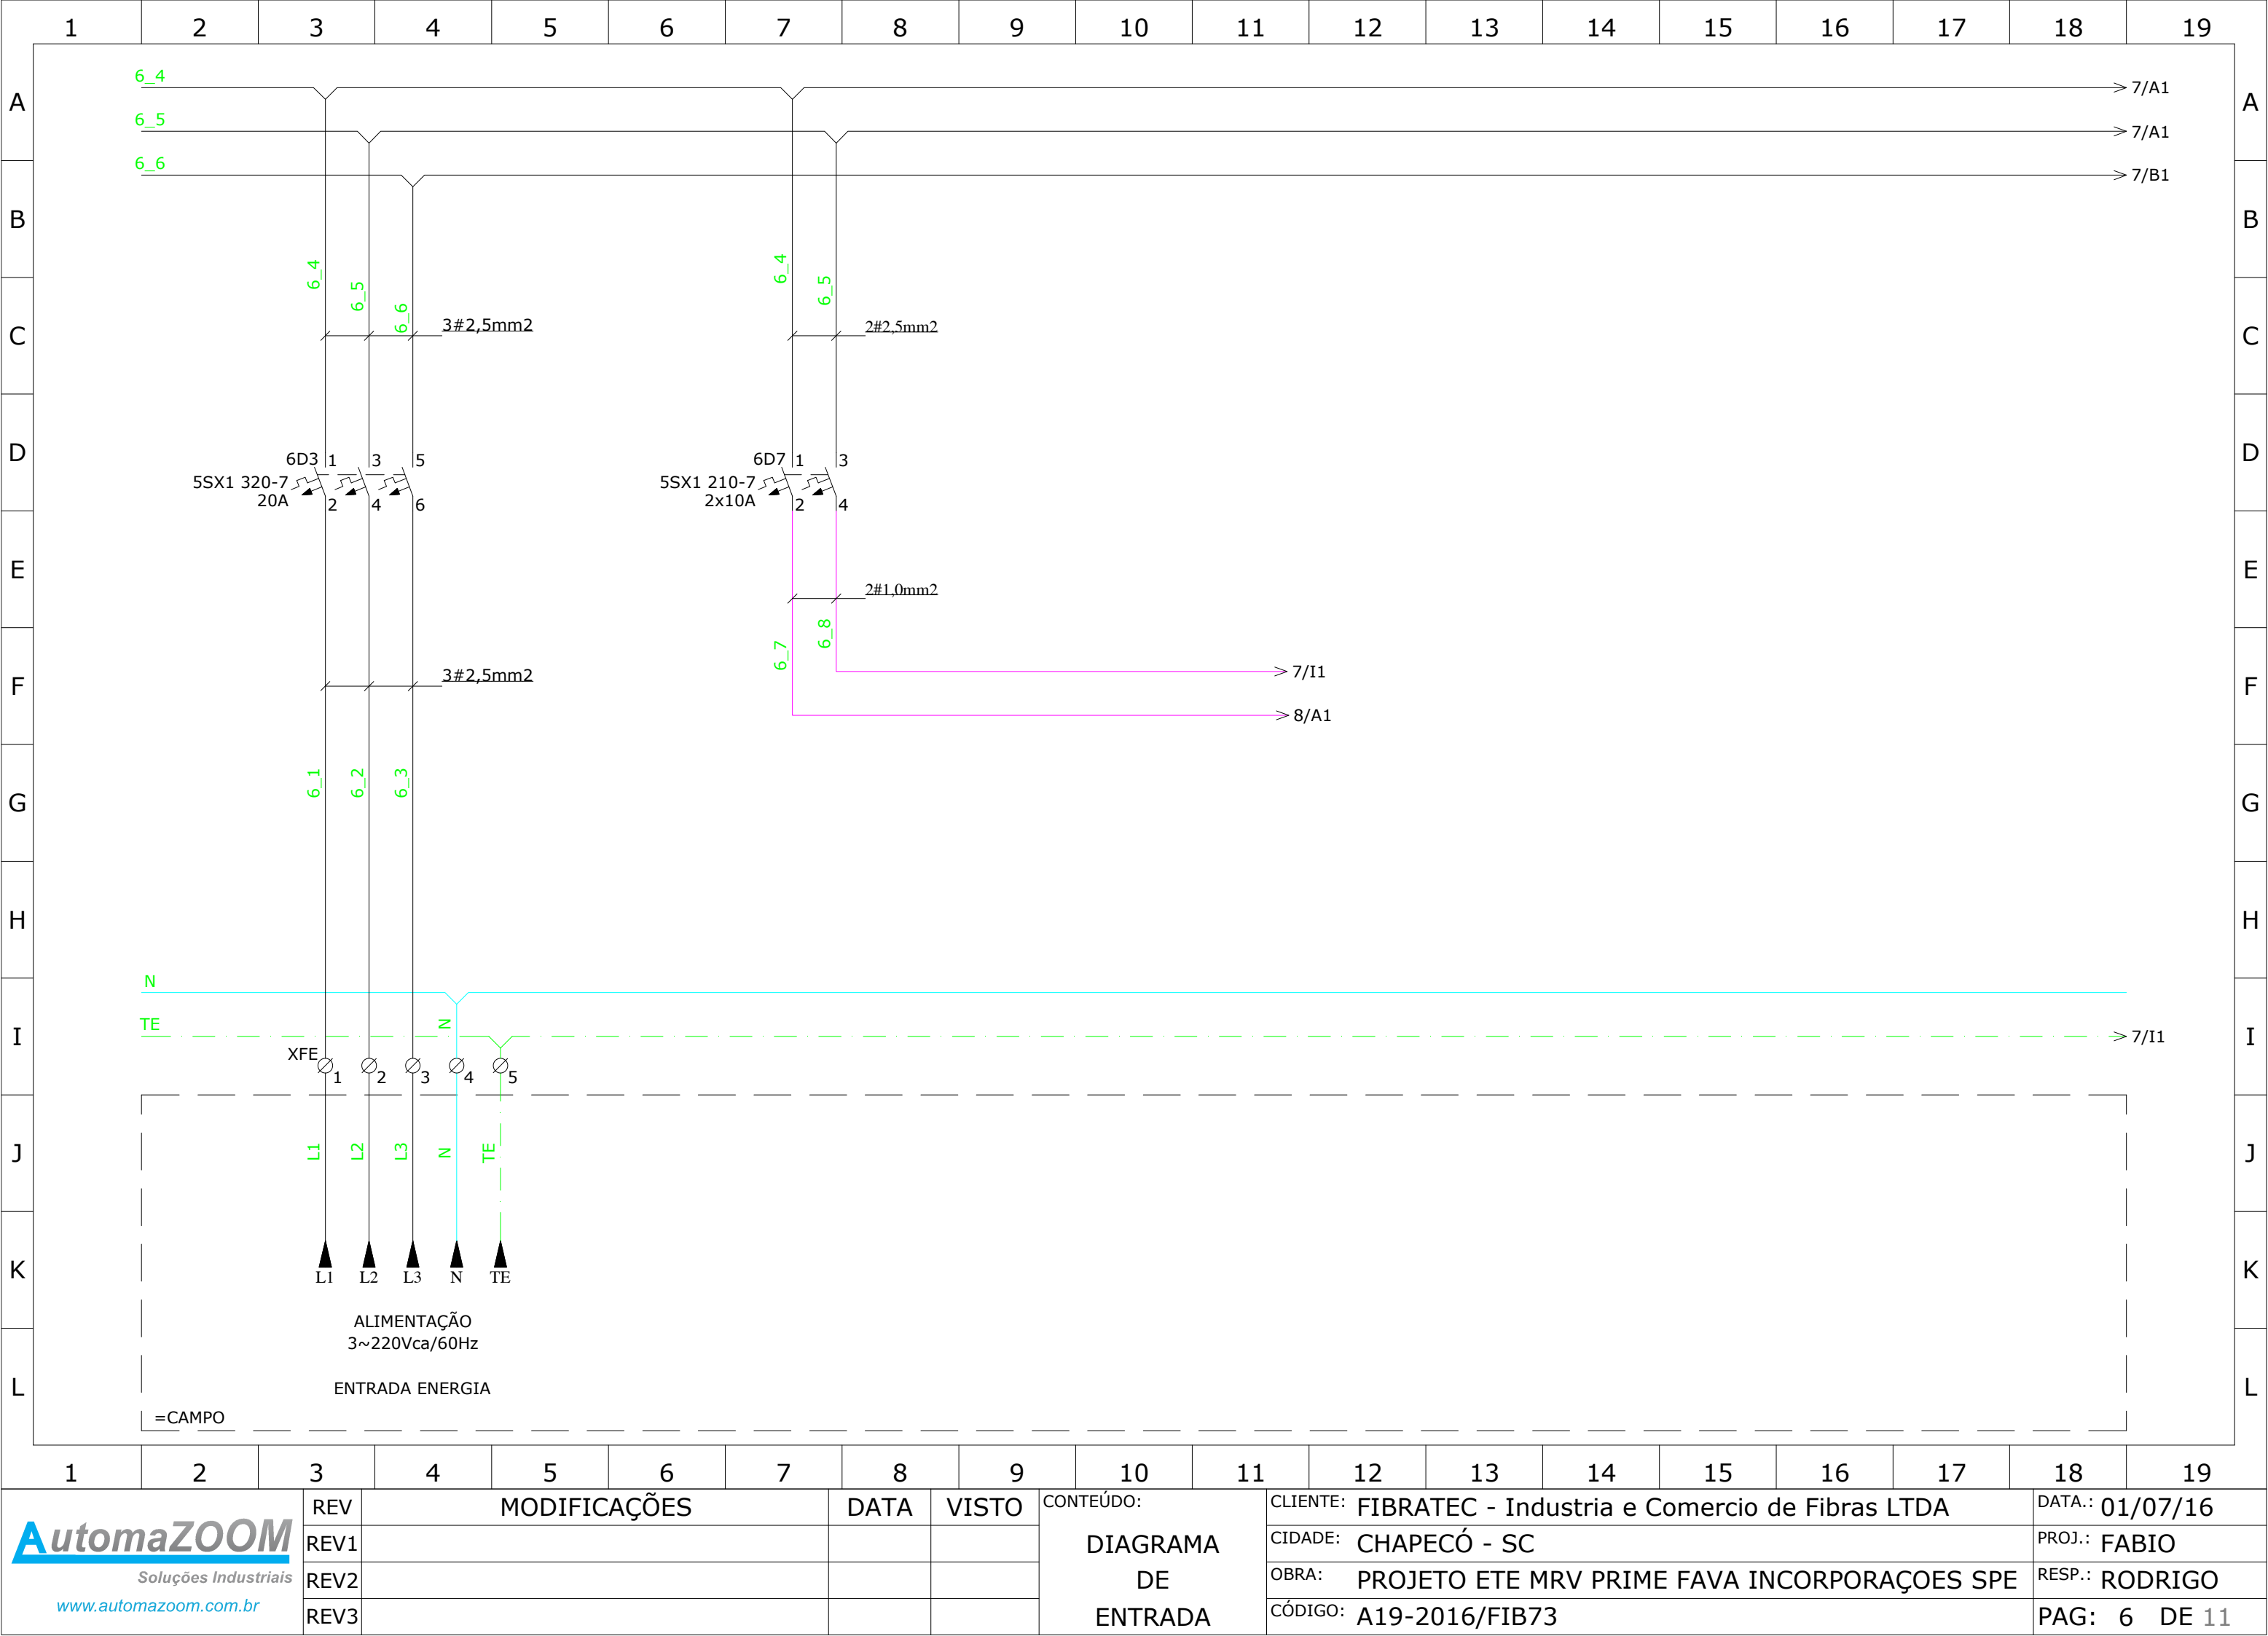 1 2 3 4 5 6 7 8 9 10 11 12 13 14 15 16 17 18 19
6_4
7/A1
A A
6_5
7/A1
6_6
7/B1
B B
6_4 6_5 6_6 6_4 6_5
3#2,5mm2 2#2,5mm2
C C
D D
6D3 1 3 5 6D7 1 3
5SX1 320-7 5SX1 210-7
20A 2 4 6 2x10A 2 4
E E
2#1,0mm2
6_7 6_8
7/I1
3#2,5mm2
F F
8/A1
6_1 6_2 6_3
G G
H H
N
TE N
I 7/I1 I
XFE 1 2 3 4 5
J L1 L2 L3 N TE J
K K
L1 L2 L3 N TE
ALIMENTAÇÃO
3~220Vca/60Hz
L ENTRADA ENERGIA L
=CAMPO
1 2 3 4 5 6 7 8 9 10 11 12 13 14 15 16 17 18 19
AutomaZOOM
Soluções Industriais
www.automazoom.com.br
REV MODIFICAÇÕES DATA VISTO
REV1
REV2
REV3
CONTEÚDO:
DIAGRAMA
DE
ENTRADA
CLIENTE: FIBRATEC - Industria e Comercio de Fibras LTDA
CIDADE: CHAPECÓ - SC
OBRA: PROJETO ETE MRV PRIME FAVA INCORPORAÇOES SPE
CÓDIGO: A19-2016/FIB73
DATA.: 01/07/16
PROJ.: FABIO
RESP.: RODRIGO
PAG: 6 DE 11